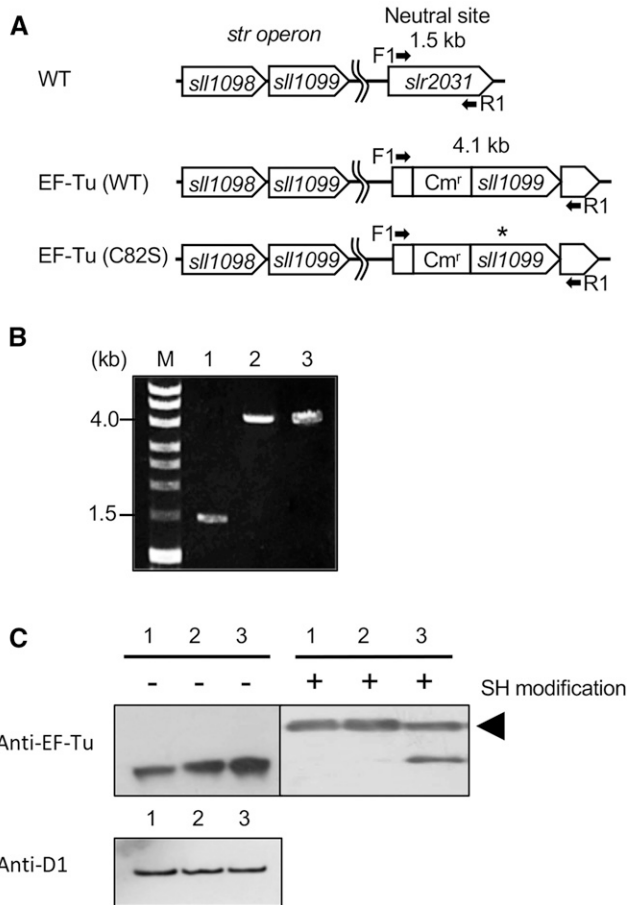 A
Neutral site
str operon
F1
1.5 kb
WT
sll1098
sll1099
slr2031
R1
4.1 kb
F1
EF-Tu (WT)
sll1098
sll1099
Cmʳ
sll1099
R1
F1
*
EF-Tu (C82S)
sll1098
sll1099
Cmʳ
sll1099
R1
B
(kb) M 1 2 3
4.0
1.5
C
1 2 3 1 2 3
- - - + + + SH modification
Anti-EF-Tu
1 2 3
Anti-D1